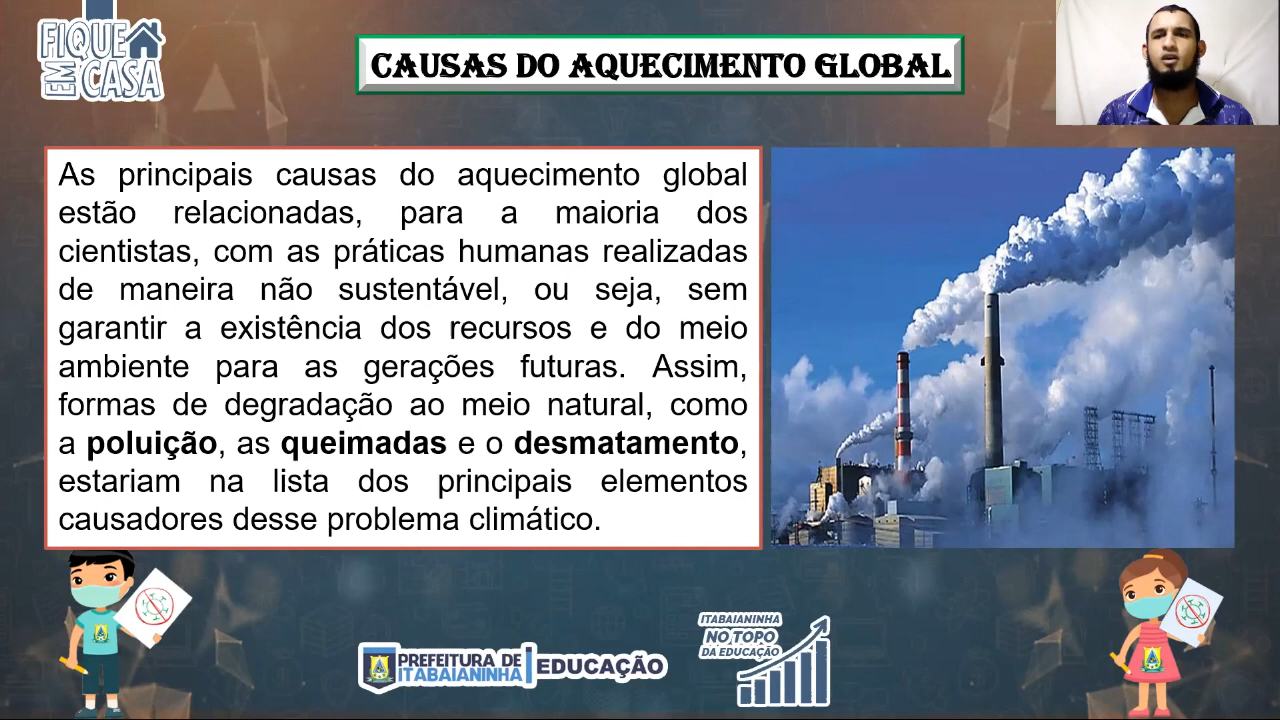 FIQUE
EM CASA
CAUSAS DO AQUECIMENTO GLOBAL
As principais causas do aquecimento global
estão relacionadas, para a maioria dos
cientistas, com as práticas humanas realizadas
de maneira não sustentável, ou seja, sem
garantir a existência dos recursos e do meio
ambiente para as gerações futuras. Assim,
formas de degradação ao meio natural, como
a poluição, as queimadas e o desmatamento,
estariam na lista dos principais elementos
causadores desse problema climático.
PREFEITURA DE
ITABAIANINHA
EDUCAÇÃO
ITABAIANINHA
NO TOPO
DA EDUCAÇÃO